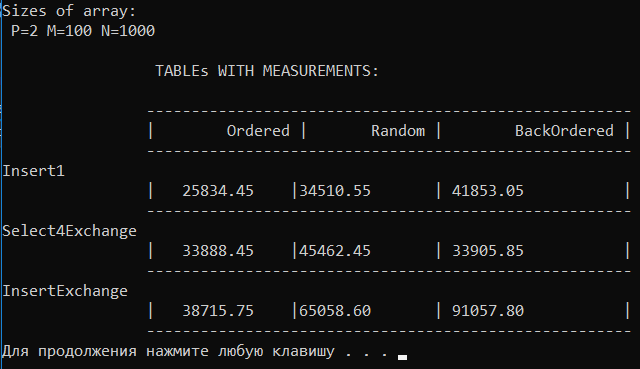 Sizes of array:
P=2 M=100 N=1000
TABLEs WITH MEASUREMENTS:
--------------------------------------------------------
| Ordered | Random | BackOrdered |
--------------------------------------------------------
Insert1
| 25834.45 |34510.55 | 41853.05 |
--------------------------------------------------------
Select4Exchange
| 33888.45 |45462.45 | 33905.85 |
--------------------------------------------------------
InsertExchange
| 38715.75 |65058.60 | 91057.80 |
--------------------------------------------------------
Для продолжения нажмите любую клавишу . . .